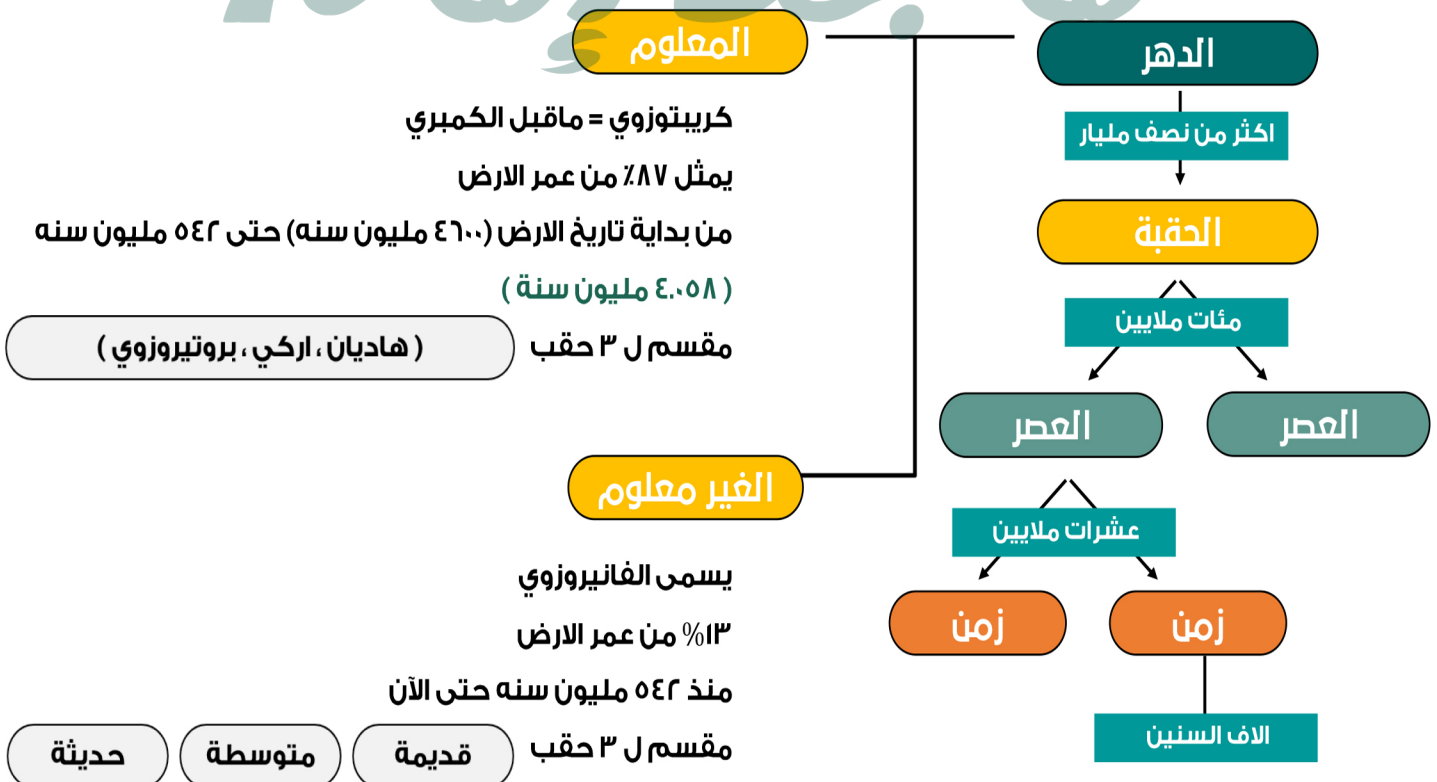 الدهر
اكثر من نصف مليار
الحقبة
مئات ملايين
العصر
العصر
عشرات ملايين
زمن
زمن
الاف السنين
المعلوم
كريبتوزوي = ماقبل الكمبري
يمثل ٨٧٪ من عمر الارض
من بداية تاريخ الارض (٤٦٠٠ مليون سنه) حتى ٥٤٢ مليون سنه
( ٤.٠٥٨ مليون سنة )
مقسم ل ٣ حقب ( هاديان ، اركي ، بروتيروزوي )
الغير معلوم
يسمى الفانيروزوي
١٣% من عمر الارض
منذ ٥٤٢ مليون سنه حتى الآن
مقسم ل ٣ حقب قديمة متوسطة حديثة